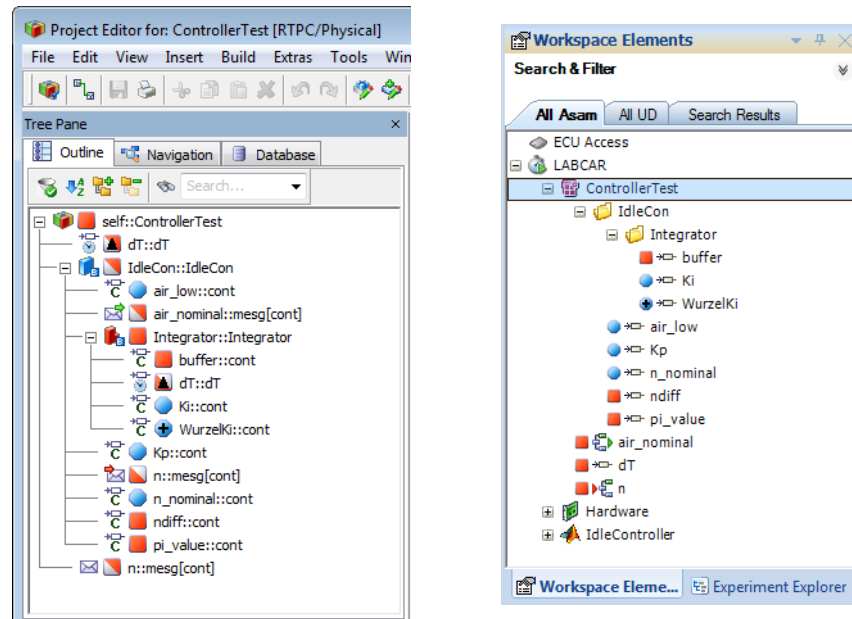 Project Editor for: ControllerTest [RTPC/Physical]
File Edit View Insert Build Extras Tools Win
Tree Pane
Outline Navigation Database
Search...
self::ControllerTest
dT::dT
IdleCon::IdleCon
air_low::cont
air_nominal::mesg[cont]
Integrator::Integrator
buffer::cont
dT::dT
Ki::cont
WurzelKi::cont
Kp::cont
n::mesg[cont]
n_nominal::cont
ndiff::cont
pi_value::cont
n::mesg[cont]
Workspace Elements
Search & Filter
All Asam All UD Search Results
ECU Access
LABCAR
ControllerTest
IdleCon
Integrator
buffer
Ki
WurzelKi
air_low
Kp
n_nominal
ndiff
pi_value
air_nominal
dT
n
Hardware
IdleController
Workspace Eleme... Experiment Explorer